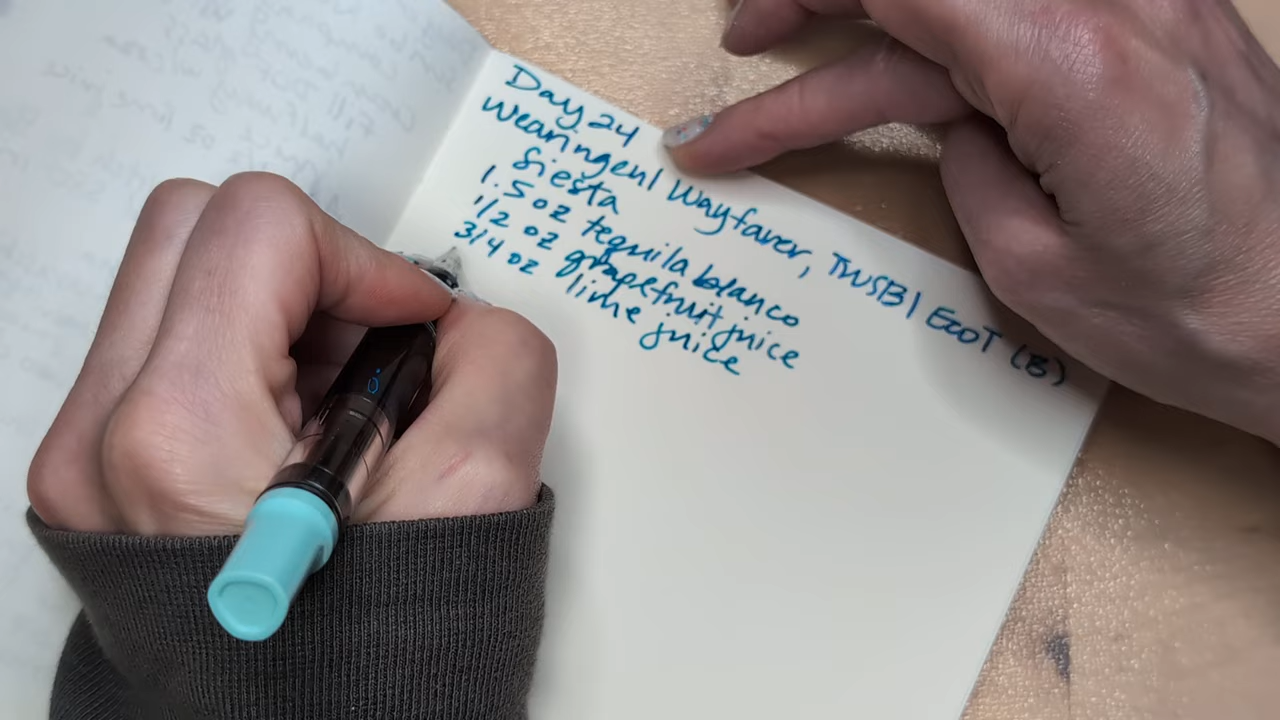 Day 24
Wearingeul Wayfarer, TWSBI EcoT (B)
Siesta
1.5 oz tequila blanco
1/2 oz grapefruit juice
3/4 oz lime juice